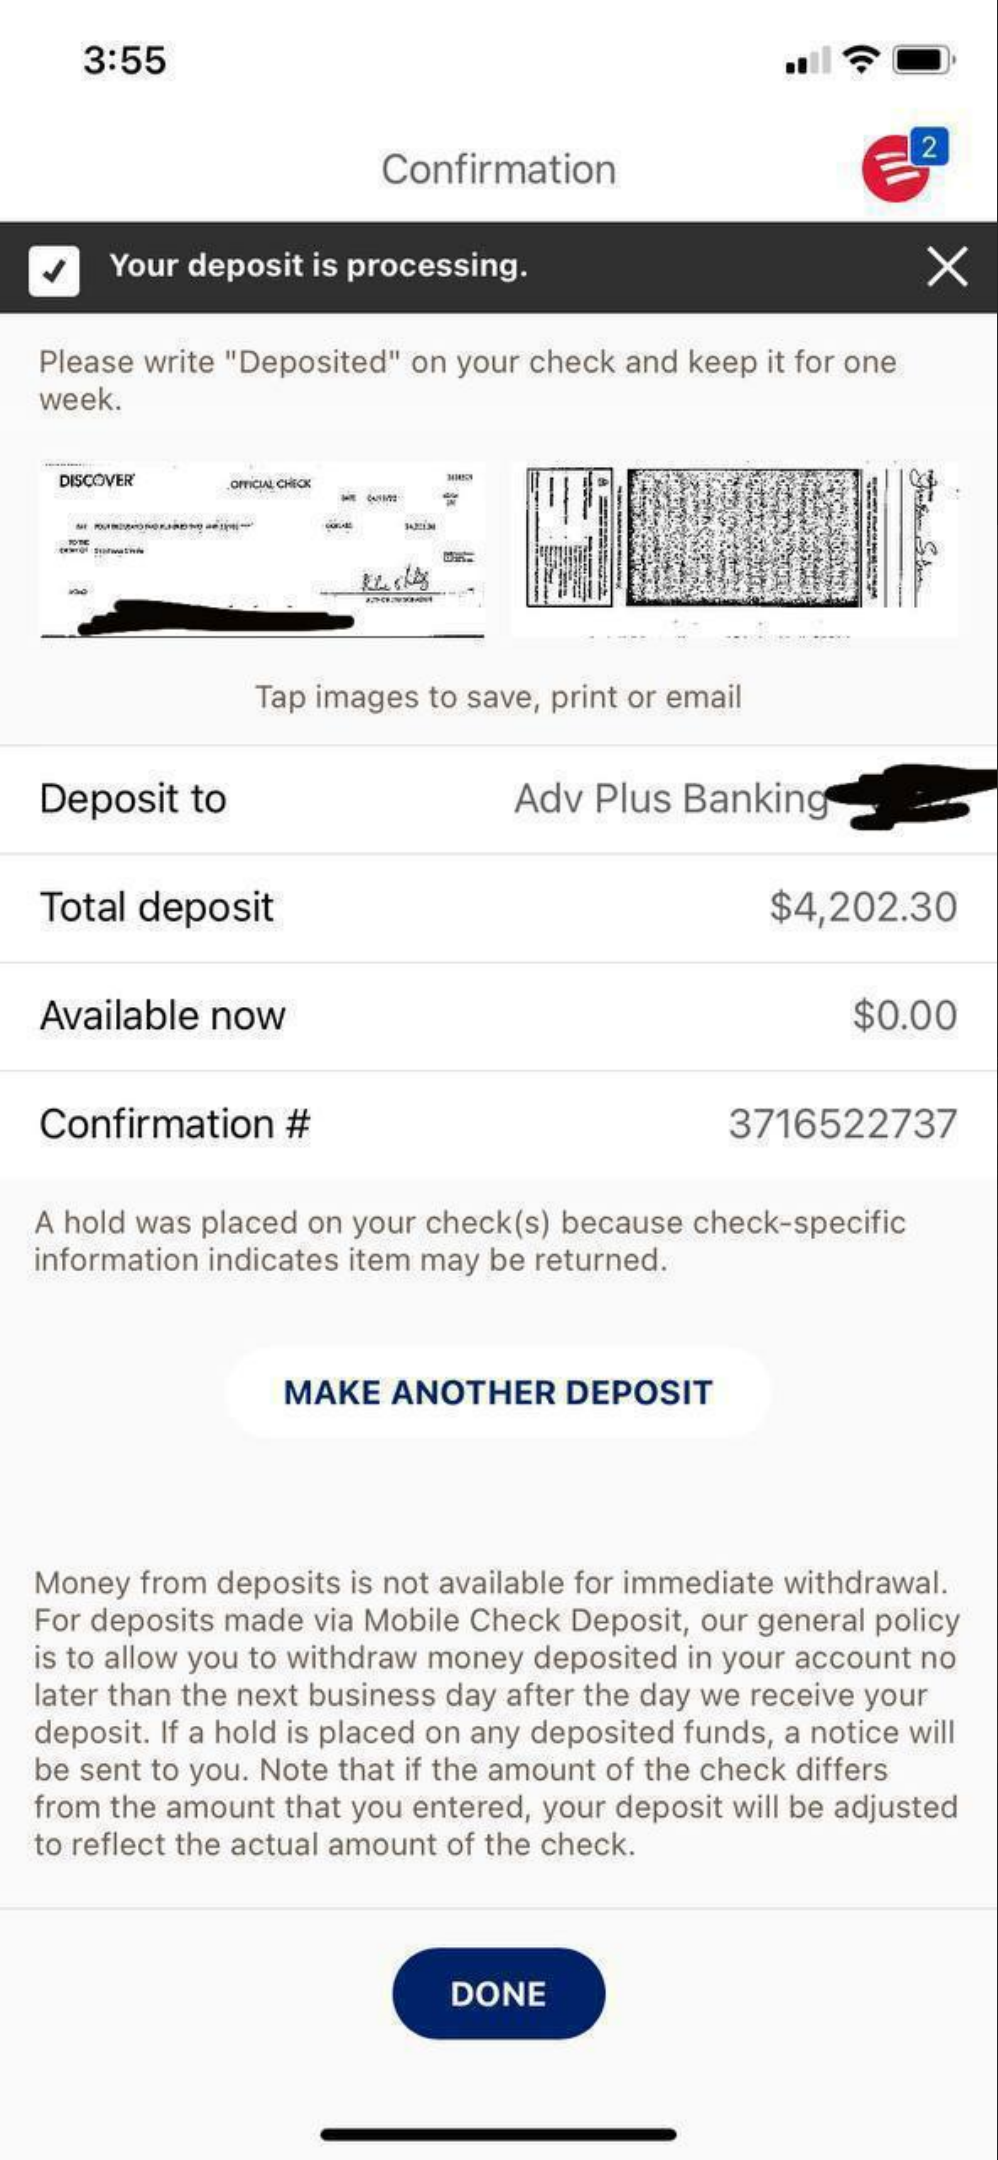 3:55
Confirmation
2
Your deposit is processing.
Please write "Deposited" on your check and keep it for one
week.
DISCOVER
OFFICIAL CHECK
DATE
Tap images to save, print or email
Deposit to Adv Plus Banking
Total deposit $4,202.30
Available now $0.00
Confirmation # 3716522737
A hold was placed on your check(s) because check-specific
information indicates item may be returned.
MAKE ANOTHER DEPOSIT
Money from deposits is not available for immediate withdrawal.
For deposits made via Mobile Check Deposit, our general policy
is to allow you to withdraw money deposited in your account no
later than the next business day after the day we receive your
deposit. If a hold is placed on any deposited funds, a notice will
be sent to you. Note that if the amount of the check differs
from the amount that you entered, your deposit will be adjusted
to reflect the actual amount of the check.
DONE